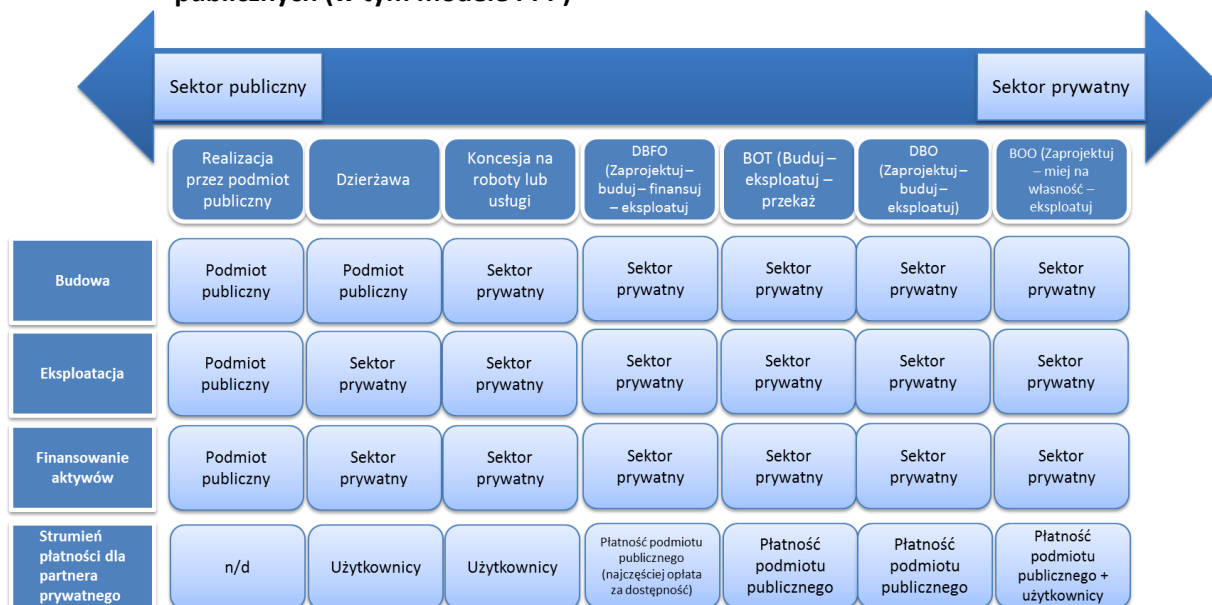 publicznych (w tym modele PPP)
Sektor publiczny
Sektor prywatny
Realizacja
przez podmiot
publiczny
Dzierżawa
Koncesja na
roboty lub
usługi
DBFO
(Zaprojektuj –
buduj – finansuj
– eksploatuj
BOT (Buduj –
eksploatuj –
przekaż
DBO
(Zaprojektuj –
buduj –
eksploatuj)
BOO (Zaprojektuj
– miej na
własność –
eksploatuj
Budowa
Podmiot
publiczny
Podmiot
publiczny
Sektor
prywatny
Sektor
prywatny
Sektor
prywatny
Sektor
prywatny
Sektor
prywatny
Eksploatacja
Podmiot
publiczny
Sektor
prywatny
Sektor
prywatny
Sektor
prywatny
Sektor
prywatny
Sektor
prywatny
Sektor
prywatny
Finansowanie
aktywów
Podmiot
publiczny
Sektor
prywatny
Sektor
prywatny
Sektor
prywatny
Sektor
prywatny
Sektor
prywatny
Sektor
prywatny
Strumień
płatności dla
partnera
prywatnego
n/d
Użytkownicy
Użytkownicy
Płatność podmiotu
publicznego
(najczęściej opłata
za dostępność)
Płatność
podmiotu
publicznego
Płatność
podmiotu
publicznego
Płatność
podmiotu
publicznego +
użytkownicy